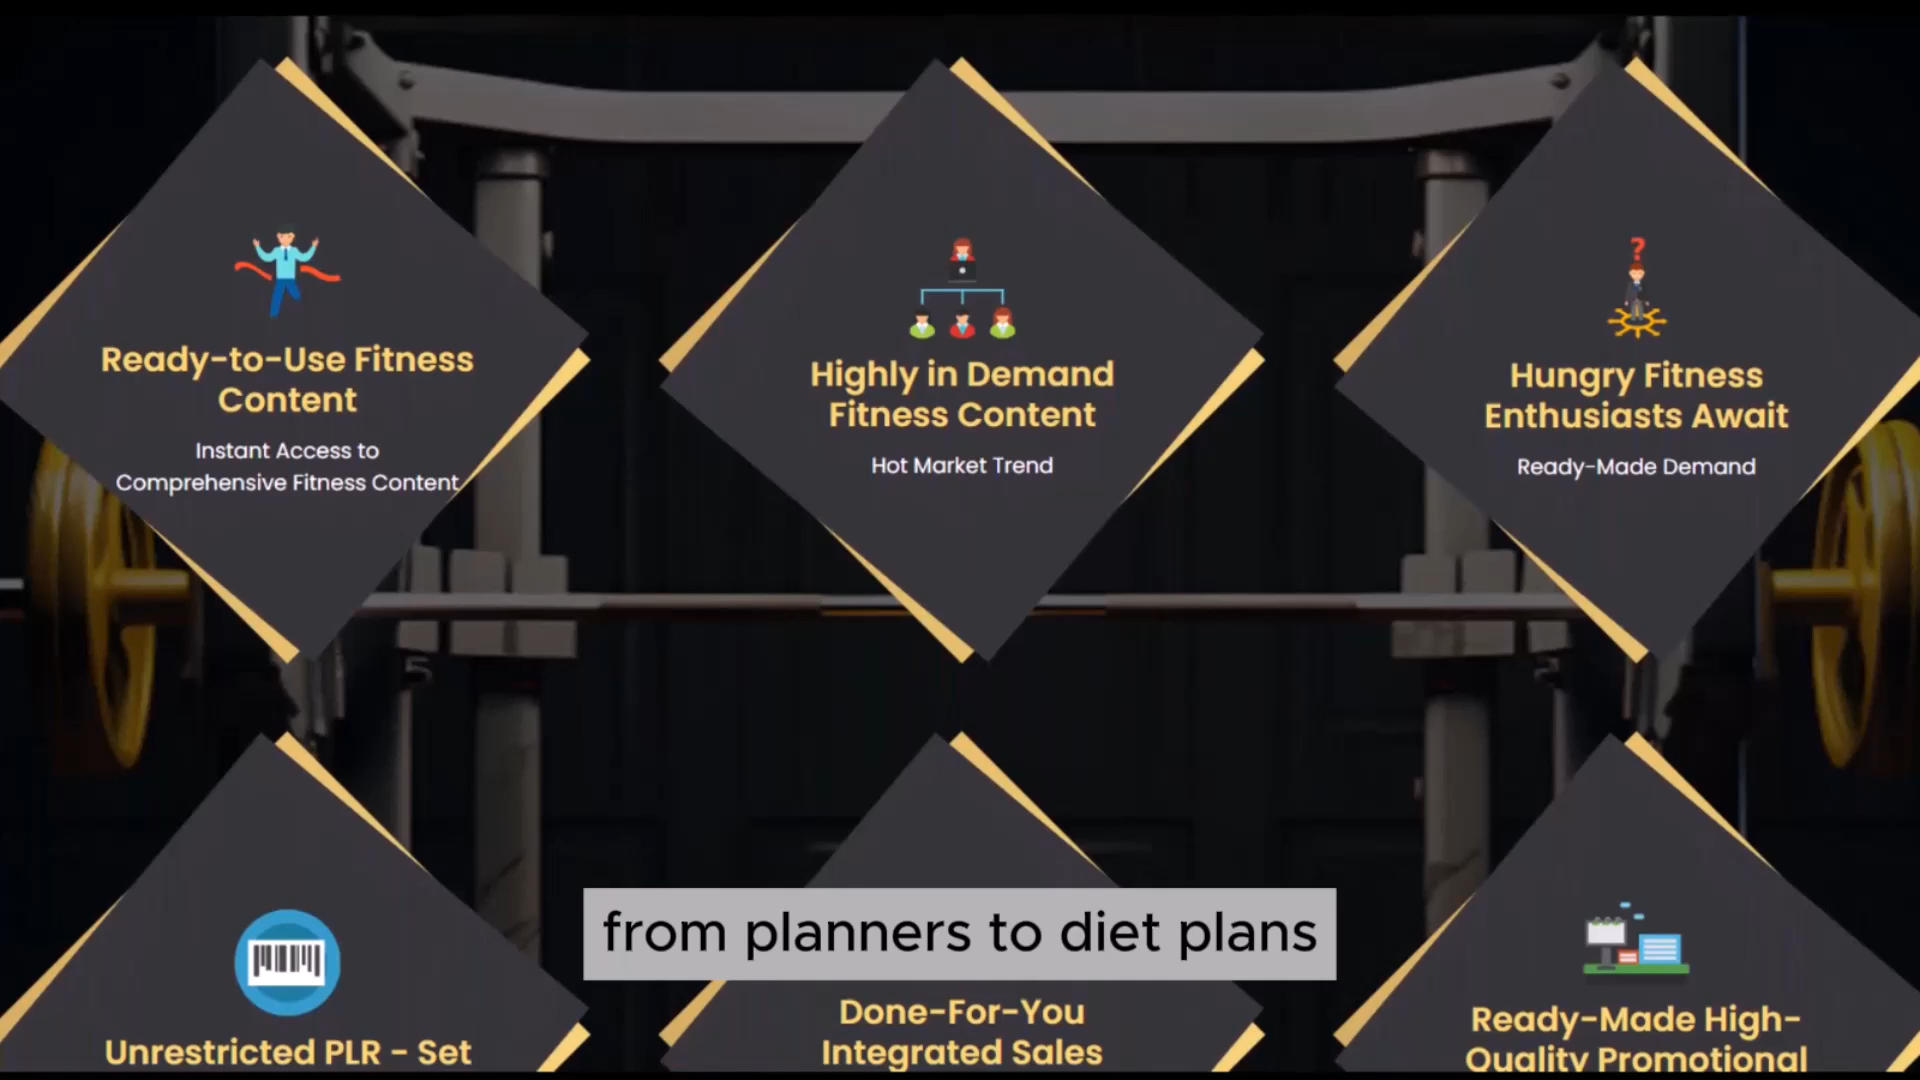 Ready-to-Use Fitness
Content
Instant Access to
Comprehensive Fitness Content
Highly in Demand
Fitness Content
Hot Market Trend
?
Hungry Fitness
Enthusiasts Await
Ready-Made Demand
5
from planners to diet plans
Unrestricted PLR - Set
Done-For-You
Integrated Sales
Ready-Made High-
Quality Promotional